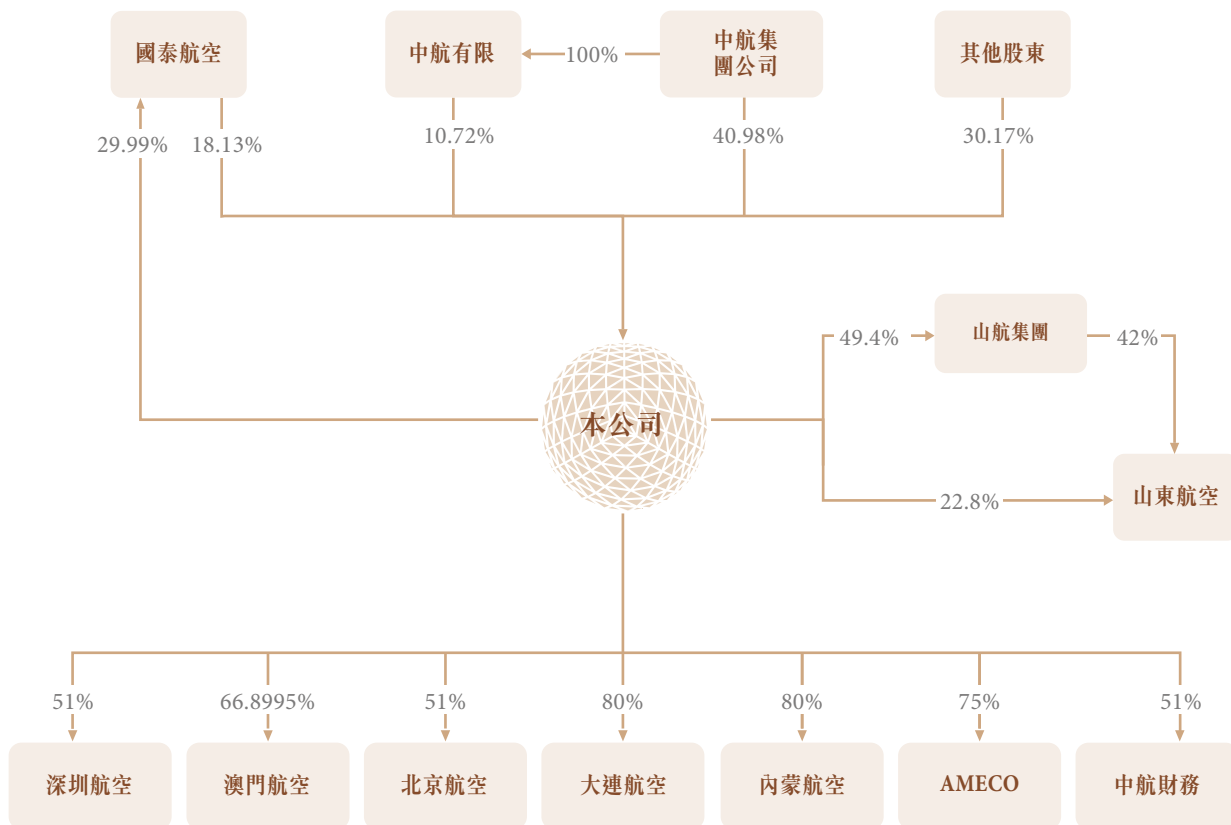 國泰航空
中航有限
100%
中航集
團公司
其他股東
29.99%
18.13%
10.72%
40.98%
30.17%
49.4%
山航集團
42%
本公司
22.8%
山東航空
51%
66.8995%
51%
80%
80%
75%
51%
深圳航空
澳門航空
北京航空
大連航空
內蒙航空
AMECO
中航財務